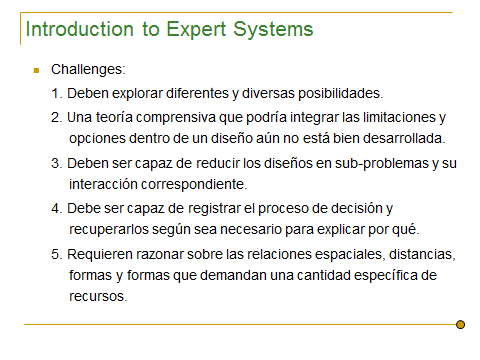 Introduction to Expert Systems
Challenges:
1. Deben explorar diferentes y diversas posibilidades.
2. Una teoría comprensiva que podría integrar las limitaciones y
opciones dentro de un diseño aún no está bien desarrollada.
3. Deben ser capaz de reducir los diseños en sub-problemas y su
interacción correspondiente.
4. Debe ser capaz de registrar el proceso de decisión y
recuperarlos según sea necesario para explicar por qué.
5. Requieren razonar sobre las relaciones espaciales, distancias,
formas y formas que demandan una cantidad específica de
recursos.